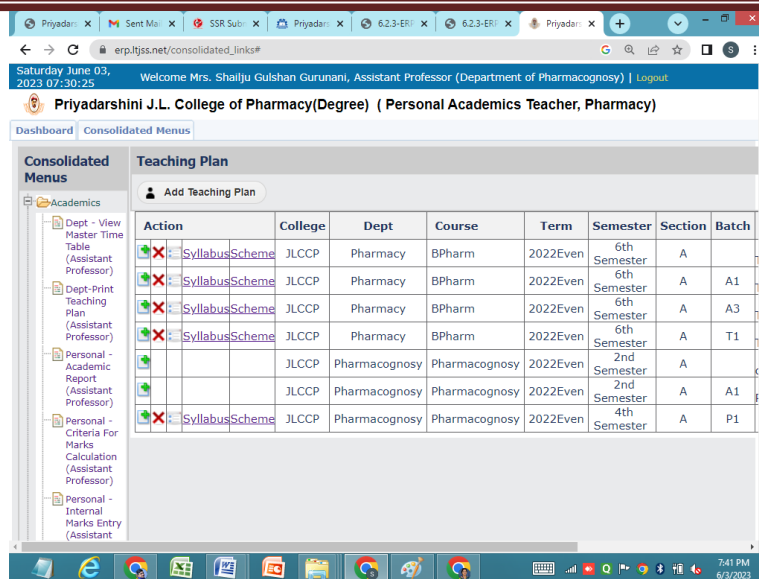 Priyadars
Sent Mai
SSR Subr
Priyadars
6.2.3-ERP
6.2.3-ERP
Priyadars
erp.ltjss.net/consolidated_links#
Saturday June 03,
2023 07:30:25
Welcome Mrs. Shailju Gulshan Gurunani, Assistant Professor (Department of Pharmacognosy) | Logout
Priyadarshini J.L. College of Pharmacy(Degree) ( Personal Academics Teacher, Pharmacy)
Dashboard Consolidated Menus
Consolidated
Menus
Academics
Dept - View
Master Time
Table
(Assistant
Professor)
Dept-Print
Teaching
Plan
(Assistant
Professor)
Personal -
Academic
Report
(Assistant
Professor)
Personal -
Criteria For
Marks
Calculation
(Assistant
Professor)
Personal -
Internal
Marks Entry
(Assistant
Teaching Plan
Add Teaching Plan
Action College Dept Course Term Semester Section Batch
Syllabus Scheme JLCCP Pharmacy BPharm 2022Even 6th Semester A
Syllabus Scheme JLCCP Pharmacy BPharm 2022Even 6th Semester A A1
Syllabus Scheme JLCCP Pharmacy BPharm 2022Even 6th Semester A A3
Syllabus Scheme JLCCP Pharmacy BPharm 2022Even 6th Semester A T1
JLCCP Pharmacognosy Pharmacognosy 2022Even 2nd Semester A
JLCCP Pharmacognosy Pharmacognosy 2022Even 2nd Semester A A1
Syllabus Scheme JLCCP Pharmacognosy Pharmacognosy 2022Even 4th Semester A P1
7:41 PM
6/3/2023